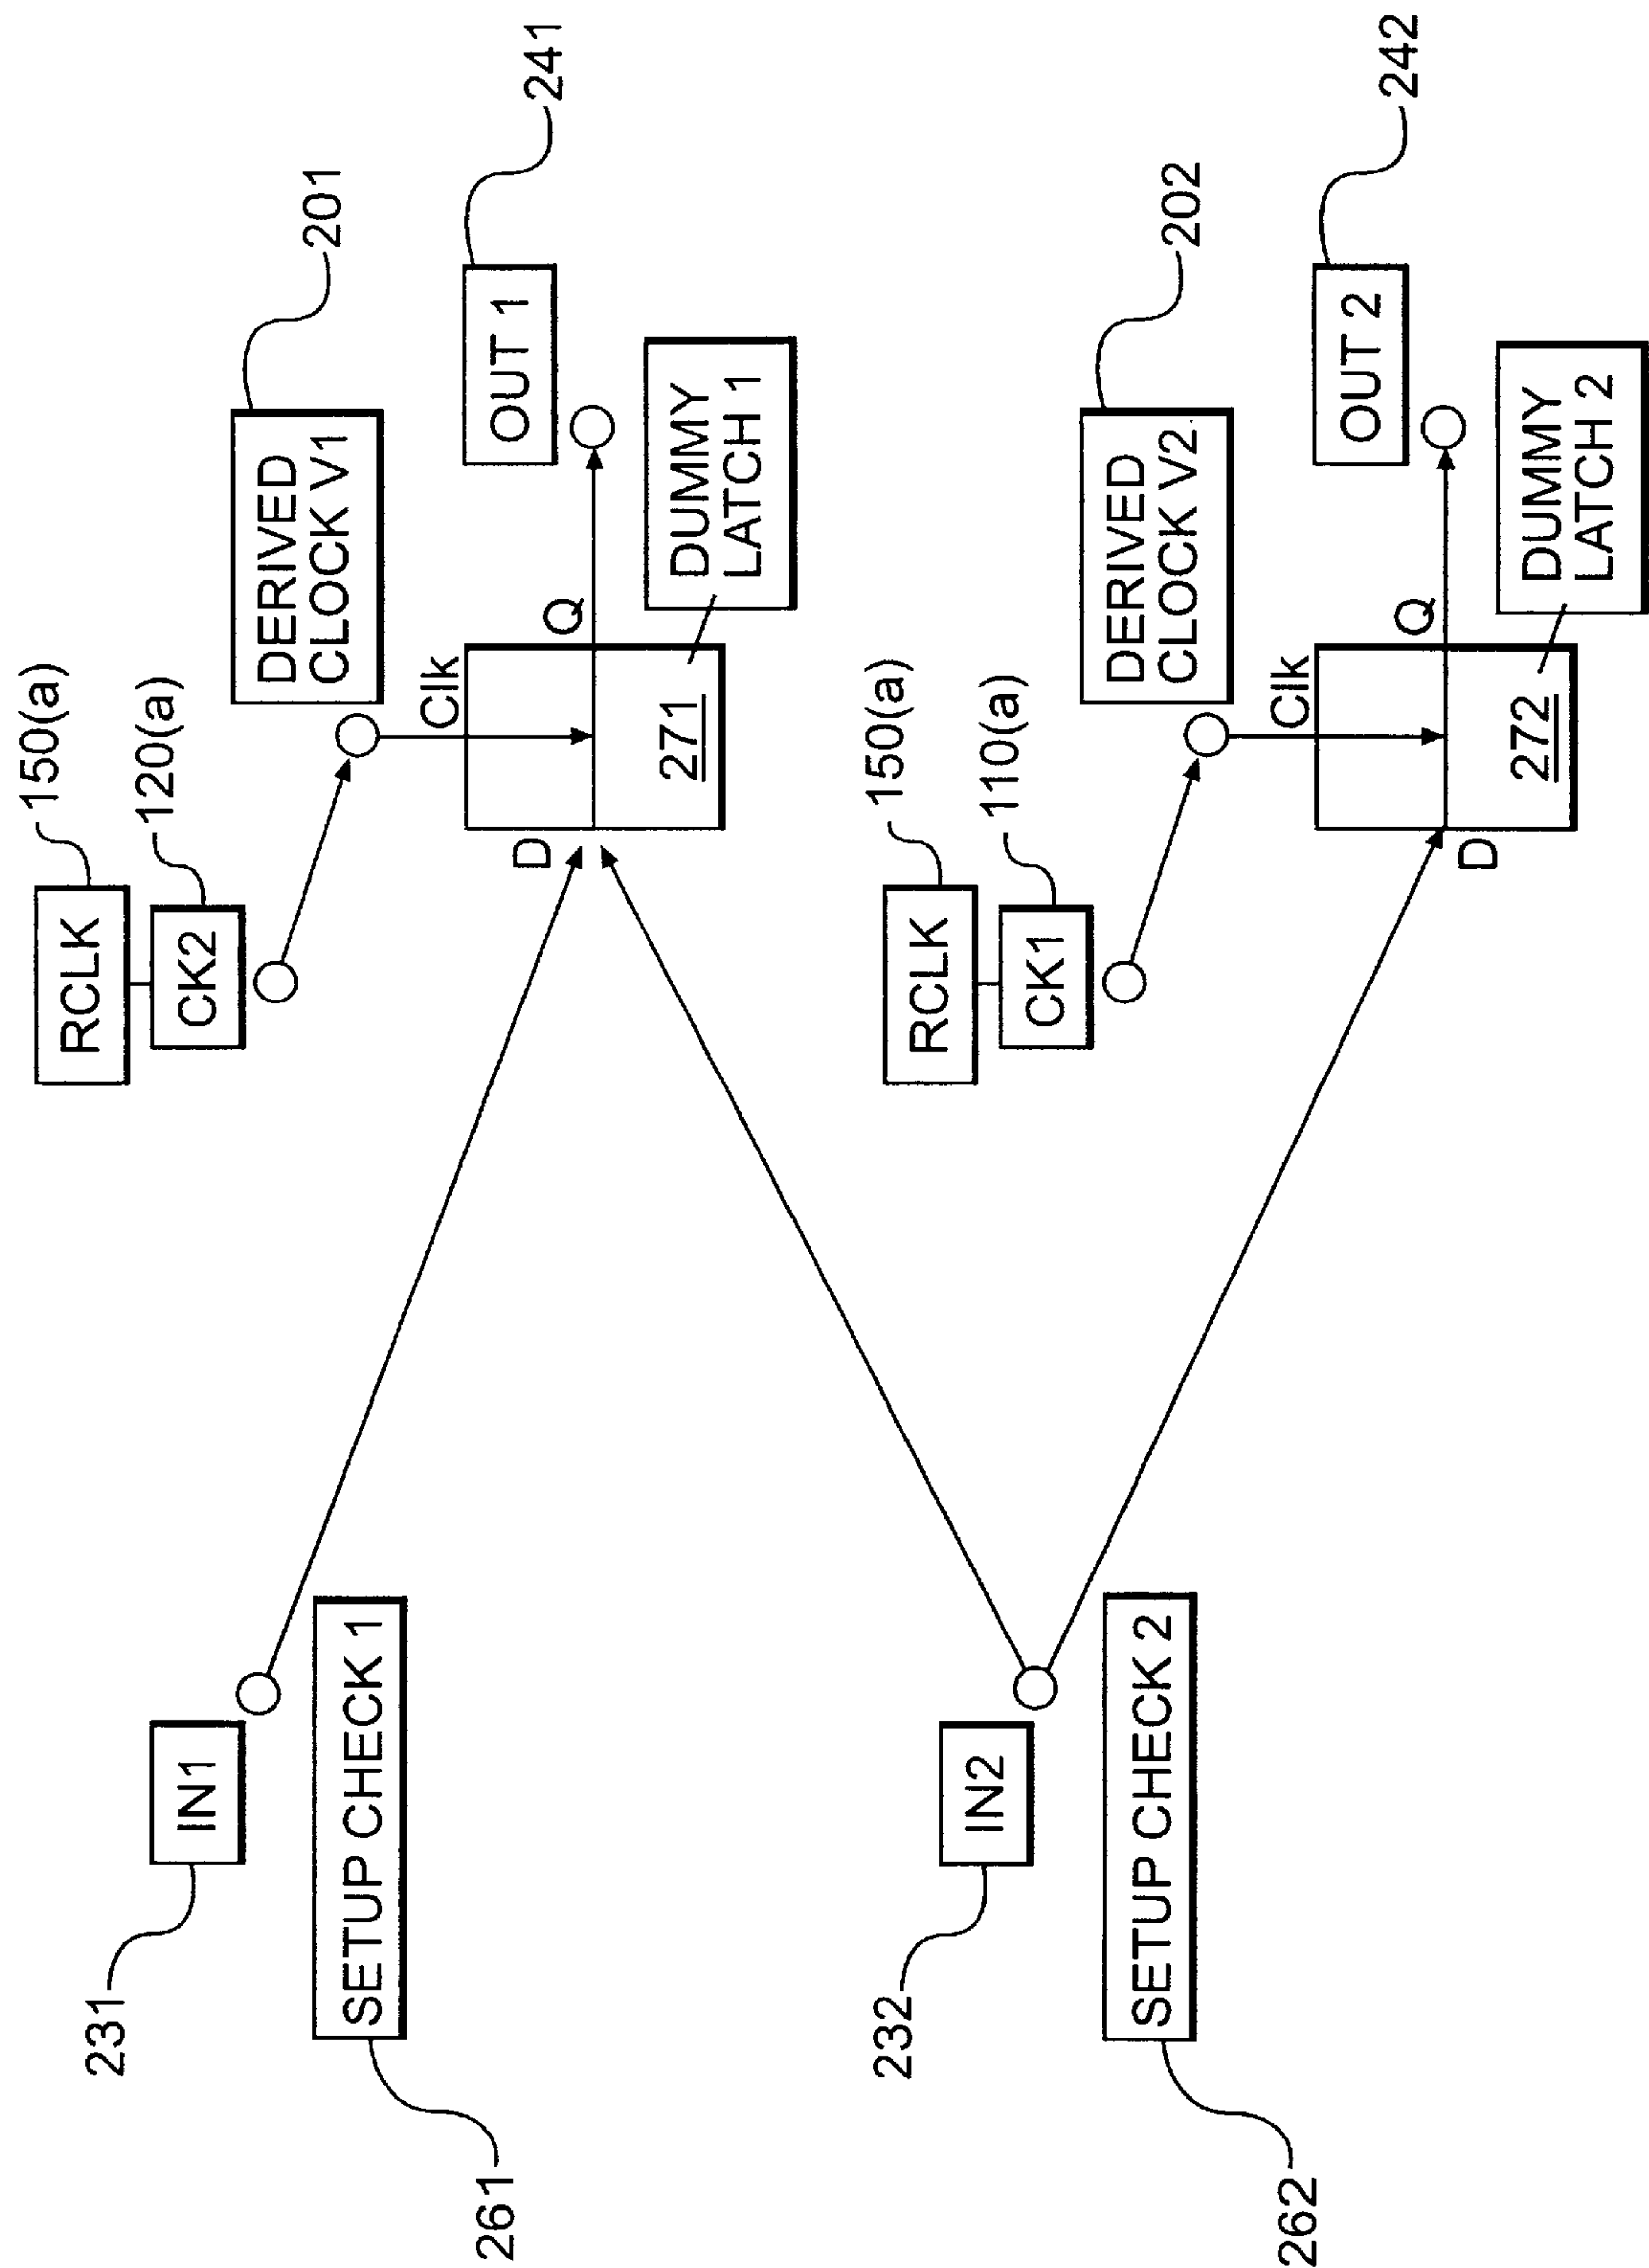 150(a)
RCLK
120(a)
CK2
201
DERIVED
CLOCK V1
231
IN1
241
OUT 1
Clk
D
Q
271
SETUP CHECK 1
261
DUMMY
LATCH 1
150(a)
RCLK
110(a)
CK1
202
DERIVED
CLOCK V2
232
IN2
242
OUT 2
Clk
Q
D
272
SETUP CHECK 2
262
DUMMY
LATCH 2